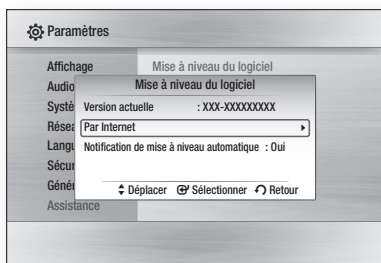 Paramètres
Affichage
Mise à niveau du logiciel
Audio
Mise à niveau du logiciel
Version actuelle : XXX-XXXXXXXXX
Par Internet
Notification de mise à niveau automatique : Oui
Déplacer Sélectionner Retour
Assistance